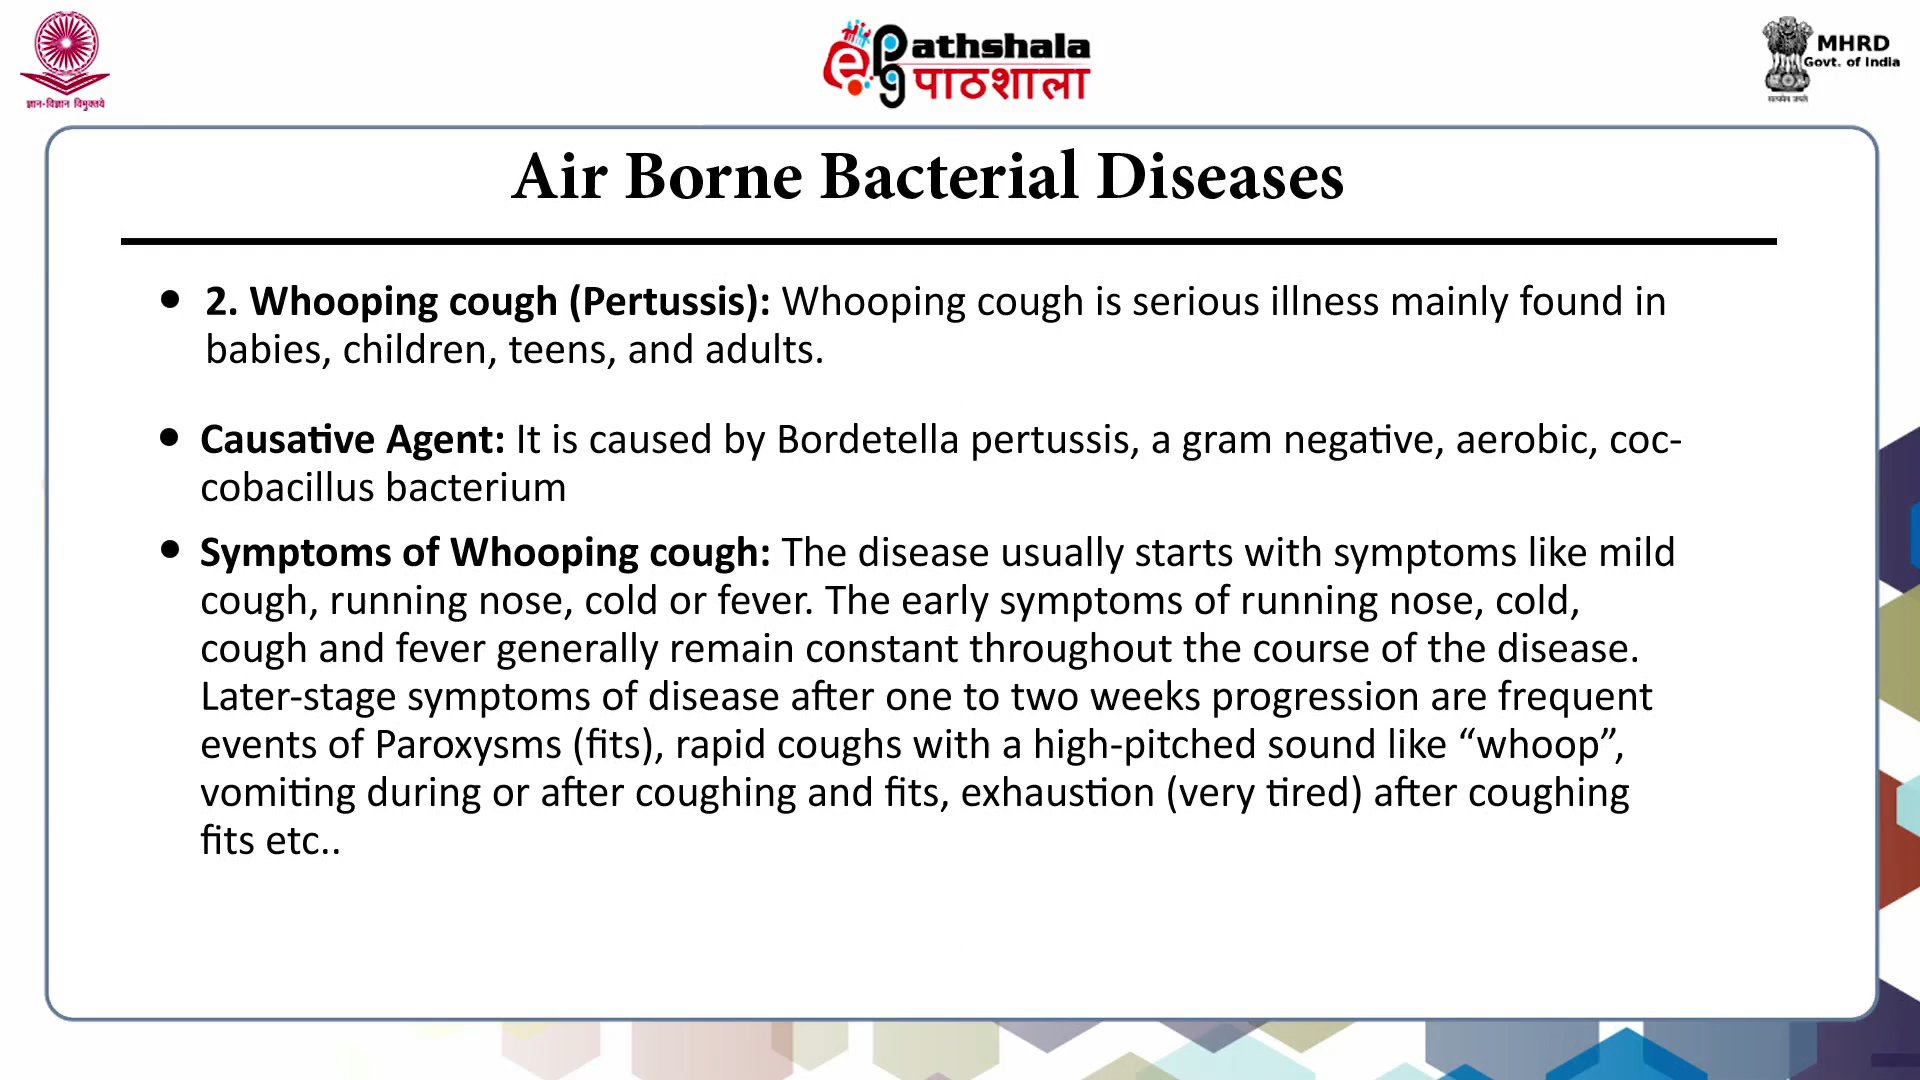 ज्ञान-विज्ञान विमुक्तये
ePG Pathshala
पाठशाला
MHRD
Govt. of India
सत्यमेव जयते
Air Borne Bacterial Diseases
• 2. Whooping cough (Pertussis): Whooping cough is serious illness mainly found in
babies, children, teens, and adults.
• Causative Agent: It is caused by Bordetella pertussis, a gram negative, aerobic, coc-
cobacillus bacterium
• Symptoms of Whooping cough: The disease usually starts with symptoms like mild
cough, running nose, cold or fever. The early symptoms of running nose, cold,
cough and fever generally remain constant throughout the course of the disease.
Later-stage symptoms of disease after one to two weeks progression are frequent
events of Paroxysms (fits), rapid coughs with a high-pitched sound like “whoop”,
vomiting during or after coughing and fits, exhaustion (very tired) after coughing
fits etc..